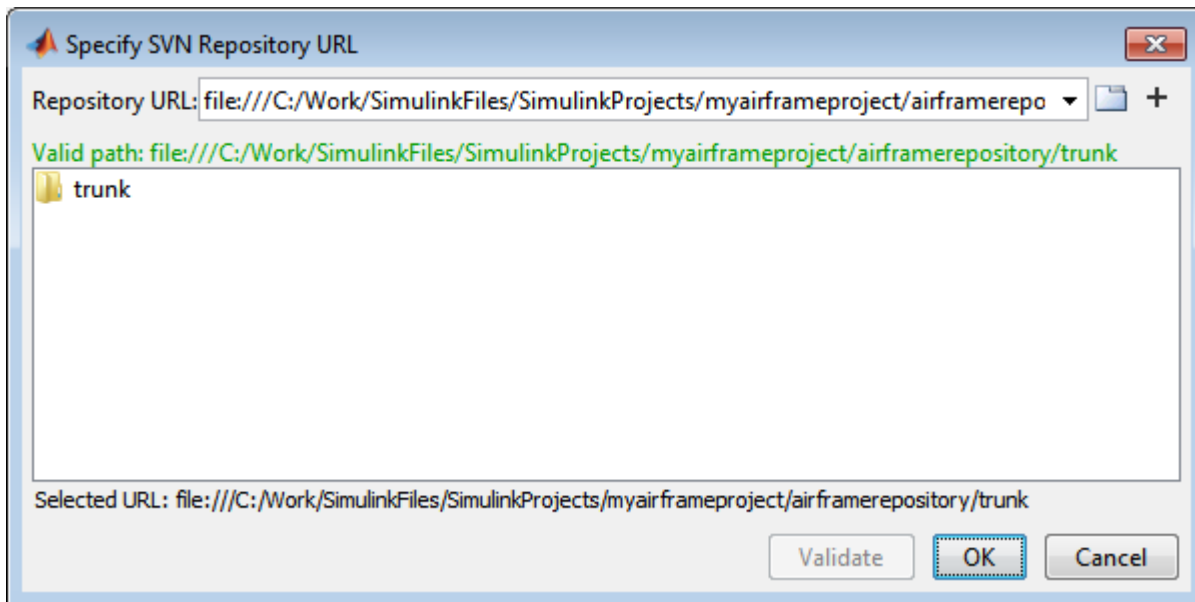 Specify SVN Repository URL
Repository URL: file:///C:/Work/SimulinkFiles/SimulinkProjects/myairframeproject/airframerepo
Valid path: file:///C:/Work/SimulinkFiles/SimulinkProjects/myairframeproject/airframerepository/trunk
trunk
Selected URL: file:///C:/Work/SimulinkFiles/SimulinkProjects/myairframeproject/airframerepository/trunk
Validate OK Cancel